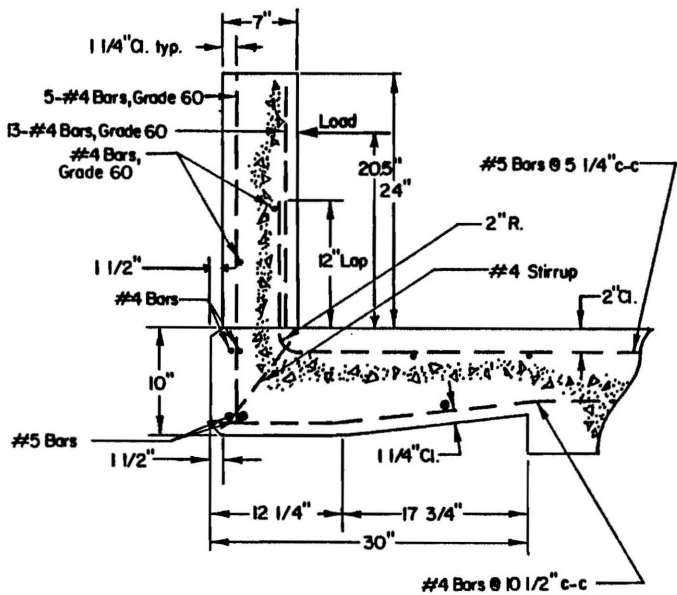 7"
1 1/4" Cl. typ.
5-#4 Bars, Grade 60
13-#4 Bars, Grade 60
Load
#4 Bars,
Grade 60
20.5"
24"
#5 Bars @ 5 1/4" c-c
2" R.
12" Lap
1 1/2"
#4 Stirrup
#4 Bars
2" Cl.
10"
#5 Bars
1 1/2"
1 1/4" Cl.
12 1/4"
17 3/4"
30"
#4 Bars @ 10 1/2" c-c